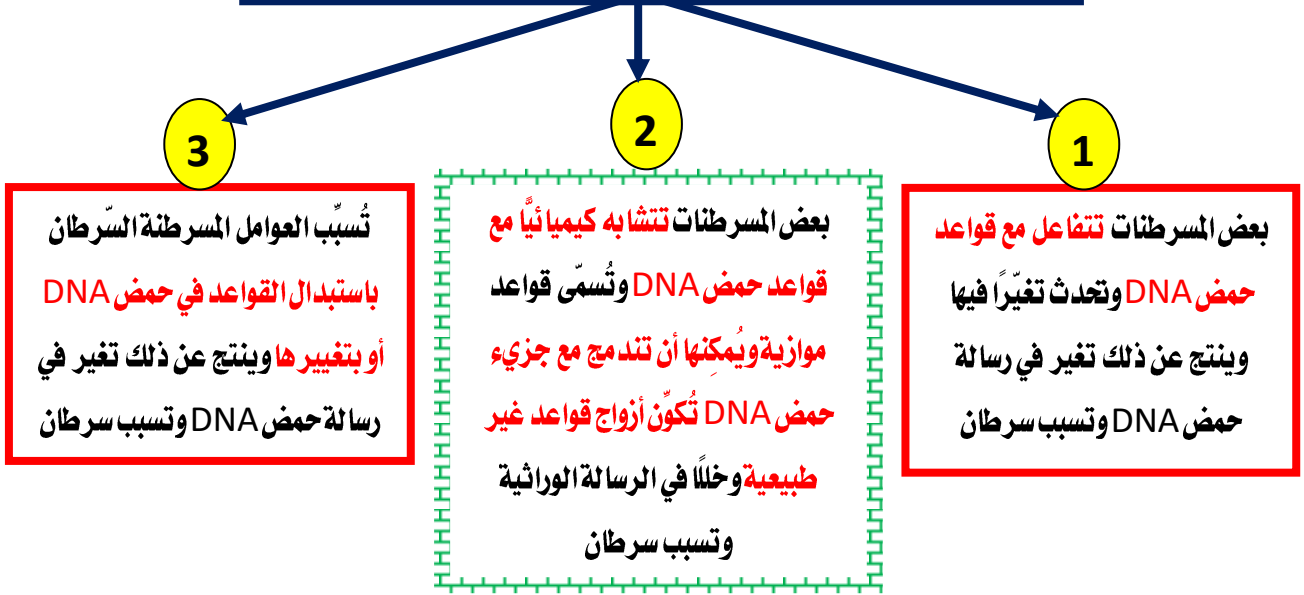 1
بعض المسرطنات تتفاعل مع قواعد
حمض DNA وتحدث تغيّرًا فيها
وينتج عن ذلك تغير في رسالة
حمض DNA وتسبب سرطان
2
بعض المسرطنات تتشابه كيميائيًّا مع
قواعد حمض DNA وتُسمّى قواعد
موازية ويُمكِنها أن تندمج مع جزيء
حمض DNA تُكوِّن أزواج قواعد غير
طبيعية وخللًا في الرسالة الوراثية
وتسبب سرطان
3
تُسبِّب العوامل المسرطنة السّرطان
باستبدال القواعد في حمض DNA
أو بتغييرها وينتج عن ذلك تغير في
رسالة حمض DNA وتسبب سرطان